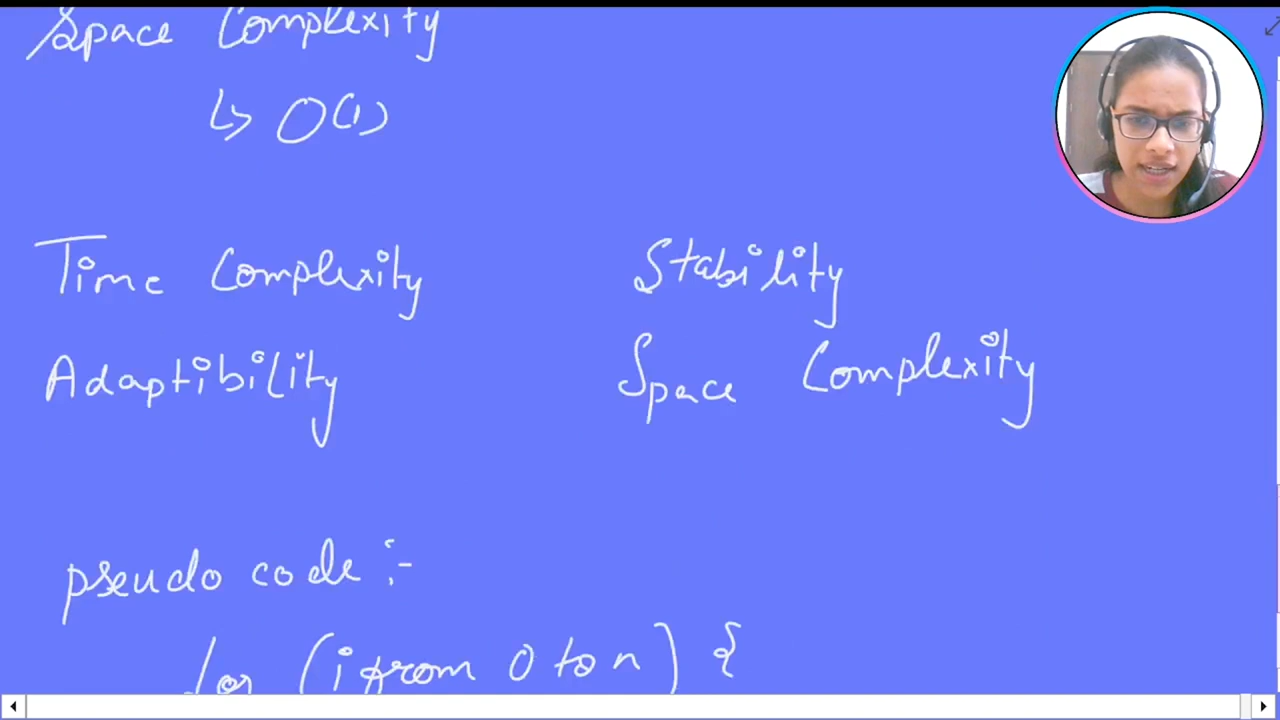 Space Complexity
↳ O(1)
Time Complexity Stability
Adaptibility Space Complexity
pseudo code :-
for (i from 0 to n) {